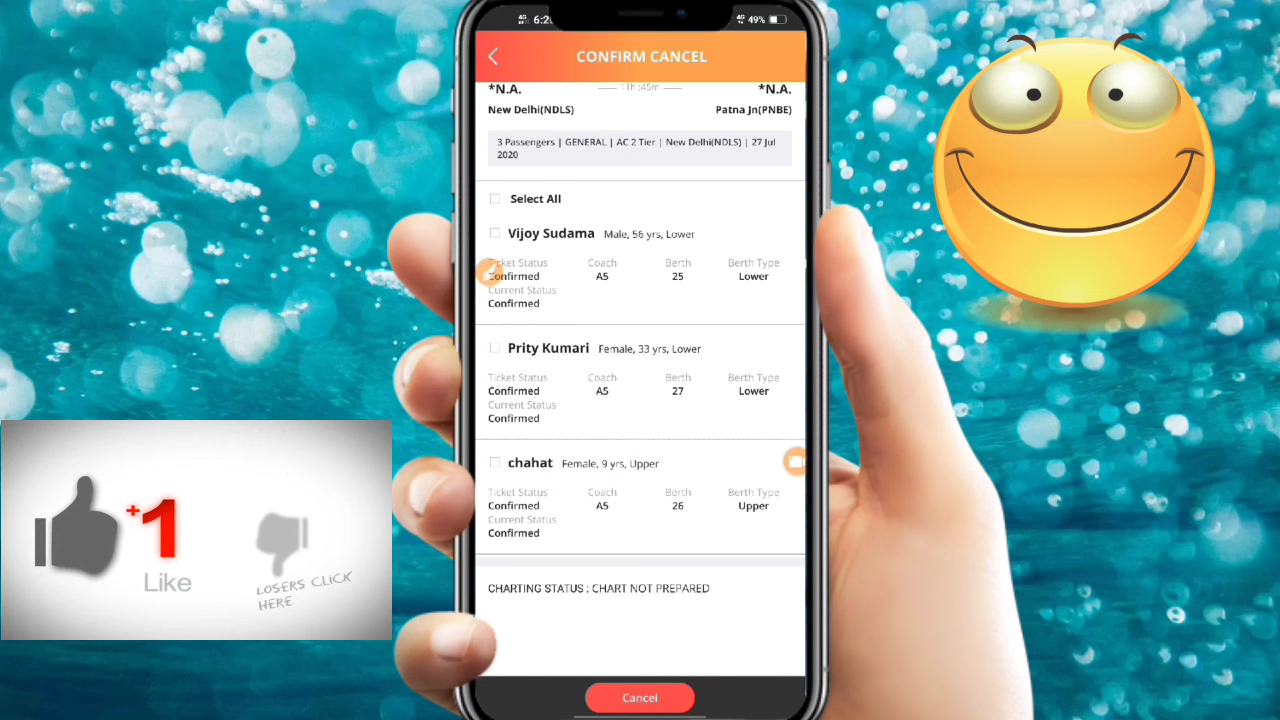 6:20
49%
CONFIRM CANCEL
*N.A.
11h :45m
*N.A.
New Delhi(NDLS)
Patna Jn(PNBE)
3 Passengers | GENERAL | AC 2 Tier | New Delhi(NDLS) | 27 Jul
2020
Select All
Vijoy Sudama Male, 56 yrs, Lower
Ticket Status Coach Berth Berth Type
Confirmed A5 25 Lower
Current Status
Confirmed
Prity Kumari Female, 33 yrs, Lower
Ticket Status Coach Berth Berth Type
Confirmed A5 27 Lower
Current Status
Confirmed
chahat Female, 9 yrs, Upper
Ticket Status Coach Berth Berth Type
Confirmed A5 26 Upper
Current Status
Confirmed
CHARTING STATUS : CHART NOT PREPARED
Cancel
+1
Like
LOSERS CLICK
HERE